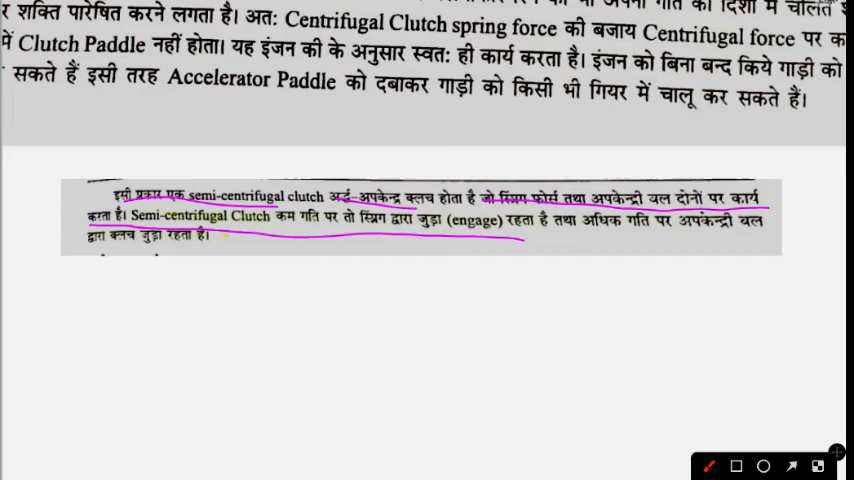 अपनी गति की दिशा में चलित
र शक्ति पारेषित करने लगता है। अतः Centrifugal Clutch spring force की बजाय Centrifugal force पर क
में Clutch Paddle नहीं होता। यह इंजन की के अनुसार स्वतः ही कार्य करता है। इंजन को बिना बन्द किये गाड़ी को
सकते हैं इसी तरह Accelerator Paddle को दबाकर गाड़ी को किसी भी गियर में चालू कर सकते हैं।
इसी प्रकार एक semi-centrifugal clutch अर्द्ध-अपकेन्द्र क्लच होता है जो स्प्रिंग फोर्स तथा अपकेन्द्री बल दोनों पर कार्य
करता है। Semi-centrifugal Clutch कम गति पर तो स्प्रिंग द्वारा जुड़ा (engage) रहता है तथा अधिक गति पर अपकेन्द्री बल
द्वारा क्लच जुड़ा रहता है।